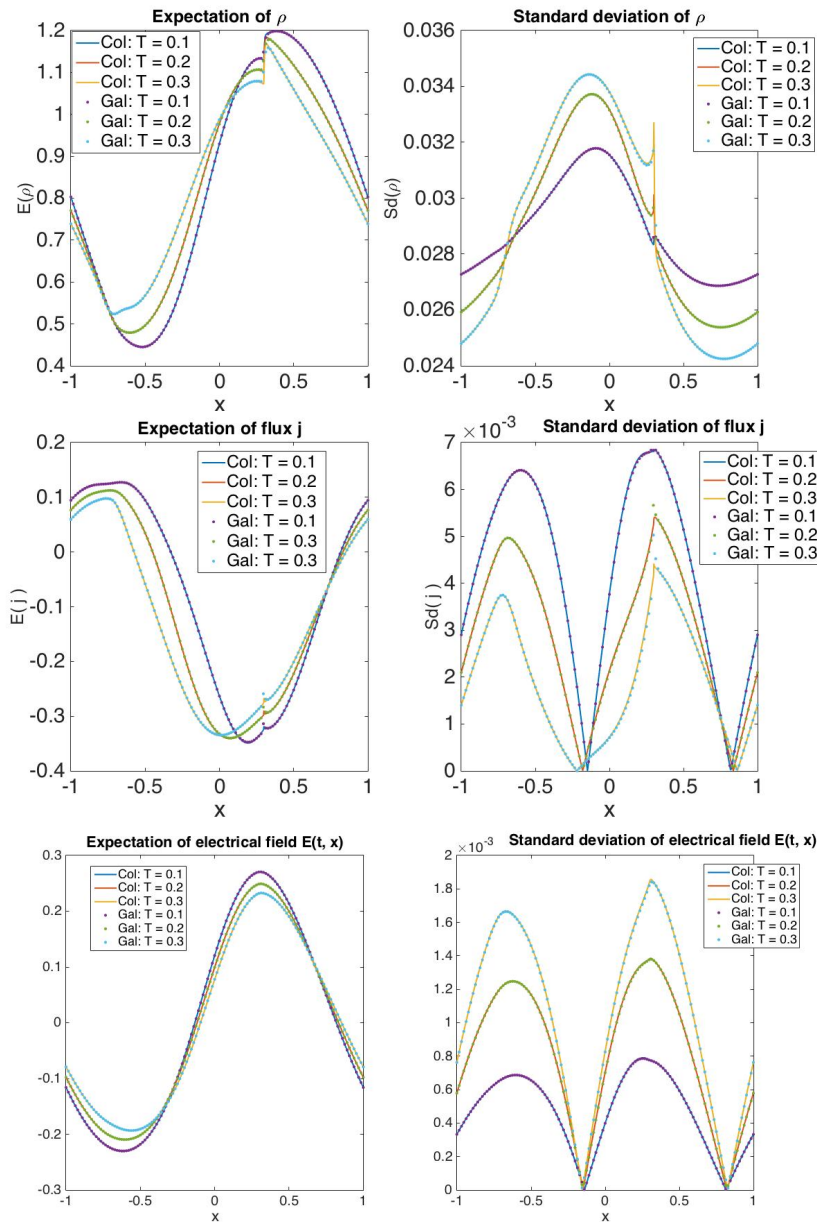 Expectation of ρ
Col: T = 0.1
Col: T = 0.2
Col: T = 0.3
Gal: T = 0.1
Gal: T = 0.2
Gal: T = 0.3
E(ρ)
1.2
1.1
1
0.9
0.8
0.7
0.6
0.5
0.4
-1 -0.5 0 0.5 1
x
Standard deviation of ρ
Col: T = 0.1
Col: T = 0.2
Col: T = 0.3
Gal: T = 0.1
Gal: T = 0.2
Gal: T = 0.3
Sd(ρ)
0.036
0.034
0.032
0.03
0.028
0.026
0.024
-1 -0.5 0 0.5 1
x
Expectation of flux j
Col: T = 0.1
Col: T = 0.2
Col: T = 0.3
Gal: T = 0.1
Gal: T = 0.3
Gal: T = 0.3
E( j )
0.2
0.1
0
-0.1
-0.2
-0.3
-0.4
-1 -0.5 0 0.5 1
x
Standard deviation of flux j
×10⁻³
Col: T = 0.1
Col: T = 0.2
Col: T = 0.3
Gal: T = 0.1
Gal: T = 0.2
Gal: T = 0.3
Sd( j )
7
6
5
4
3
2
1
0
-1 -0.5 0 0.5 1
x
Expectation of electrical field E(t, x)
Col: T = 0.1
Col: T = 0.2
Col: T = 0.3
Gal: T = 0.1
Gal: T = 0.2
Gal: T = 0.3
0.3
0.2
0.1
0
-0.1
-0.2
-0.3
-1 -0.5 0 0.5 1
x
Standard deviation of electrical field E(t, x)
×10⁻³
Col: T = 0.1
Col: T = 0.2
Col: T = 0.3
Gal: T = 0.1
Gal: T = 0.2
Gal: T = 0.3
2
1.8
1.6
1.4
1.2
1
0.8
0.6
0.4
0.2
0
-1 -0.5 0 0.5 1
x